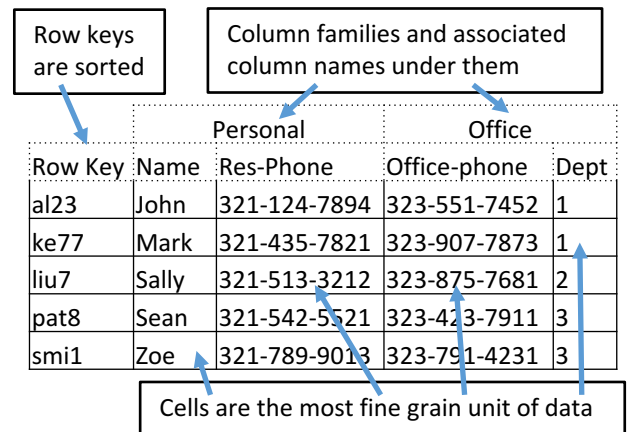 Row keys
are sorted
Column families and associated
column names under them
Personal Office
Row Key Name Res-Phone Office-phone Dept
al23 John 321-124-7894 323-551-7452 1
ke77 Mark 321-435-7821 323-907-7873 1
liu7 Sally 321-513-3212 323-875-7681 2
pat8 Sean 321-542-5521 323-423-7911 3
smi1 Zoe 321-789-9013 323-791-4231 3
Cells are the most fine grain unit of data